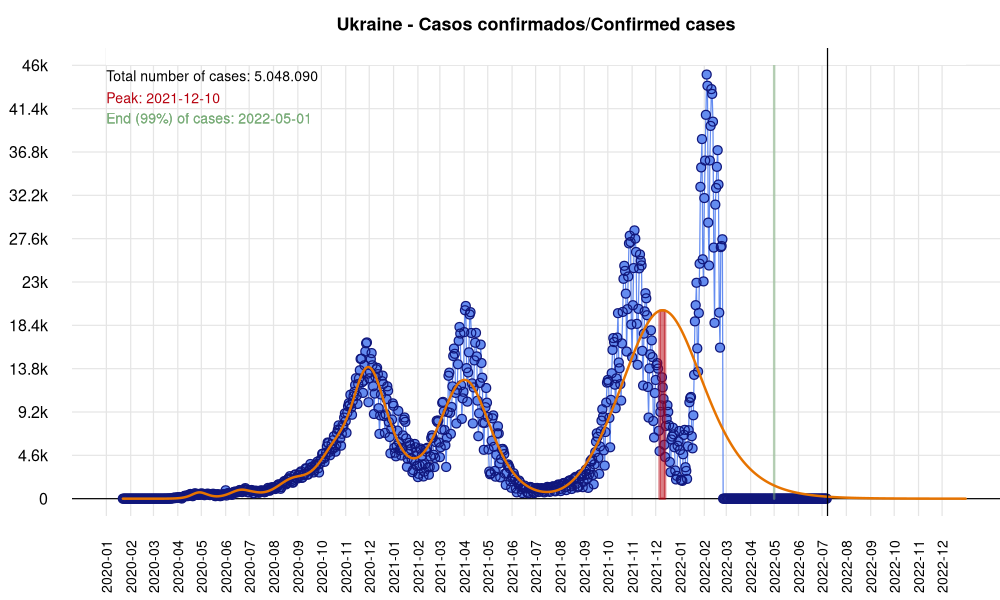 Ukraine - Casos confirmados/Confirmed cases
Total number of cases: 5.048.090
Peak: 2021-12-10
End (99%) of cases: 2022-05-01
46k
41.4k
36.8k
32.2k
27.6k
23k
18.4k
13.8k
9.2k
4.6k
0
2020-01
2020-02
2020-03
2020-04
2020-05
2020-06
2020-07
2020-08
2020-09
2020-10
2020-11
2020-12
2021-01
2021-02
2021-03
2021-04
2021-05
2021-06
2021-07
2021-08
2021-09
2021-10
2021-11
2021-12
2022-01
2022-02
2022-03
2022-04
2022-05
2022-06
2022-07
2022-08
2022-09
2022-10
2022-11
2022-12